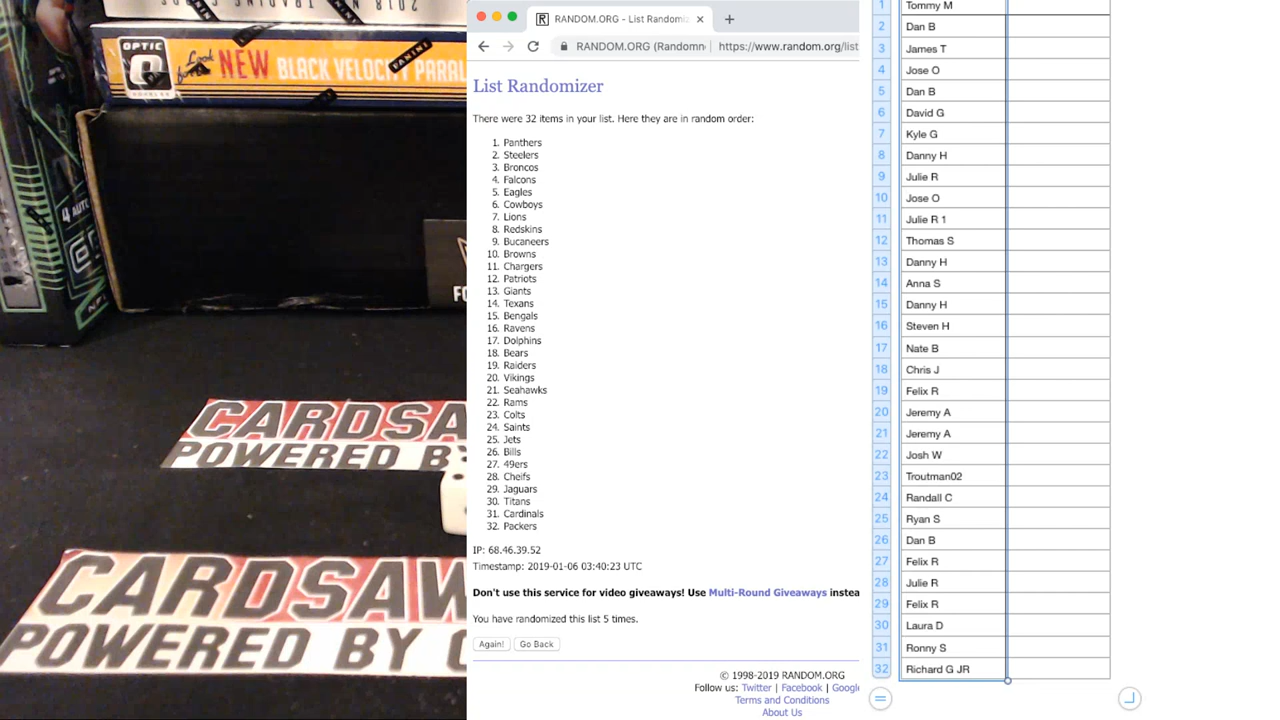 2018
OPTIC
Look
for
NEW BLACK VELOCITY PARAL
PANINI
4 AUT
FO
CARDSAW
POWERED BY
CARDSAW
POWERED BY C
RANDOM.ORG - List Randomiz
RANDOM.ORG (Randomn
https://www.random.org/list
List Randomizer
There were 32 items in your list. Here they are in random order:
1. Panthers
2. Steelers
3. Broncos
4. Falcons
5. Eagles
6. Cowboys
7. Lions
8. Redskins
9. Bucaneers
10. Browns
11. Chargers
12. Patriots
13. Giants
14. Texans
15. Bengals
16. Ravens
17. Dolphins
18. Bears
19. Raiders
20. Vikings
21. Seahawks
22. Rams
23. Colts
24. Saints
25. Jets
26. Bills
27. 49ers
28. Cheifs
29. Jaguars
30. Titans
31. Cardinals
32. Packers
IP: 68.46.39.52
Timestamp: 2019-01-06 03:40:23 UTC
Don't use this service for video giveaways! Use Multi-Round Giveaways instea
You have randomized this list 5 times.
Again! Go Back
© 1998-2019 RANDOM.ORG
Follow us: Twitter | Facebook | Google
Terms and Conditions
About Us
1 Tommy M
2 Dan B
3 James T
4 Jose O
5 Dan B
6 David G
7 Kyle G
8 Danny H
9 Julie R
10 Jose O
11 Julie R 1
12 Thomas S
13 Danny H
14 Anna S
15 Danny H
16 Steven H
17 Nate B
18 Chris J
19 Felix R
20 Jeremy A
21 Jeremy A
22 Josh W
23 Troutman02
24 Randall C
25 Ryan S
26 Dan B
27 Felix R
28 Julie R
29 Felix R
30 Laura D
31 Ronny S
32 Richard G JR